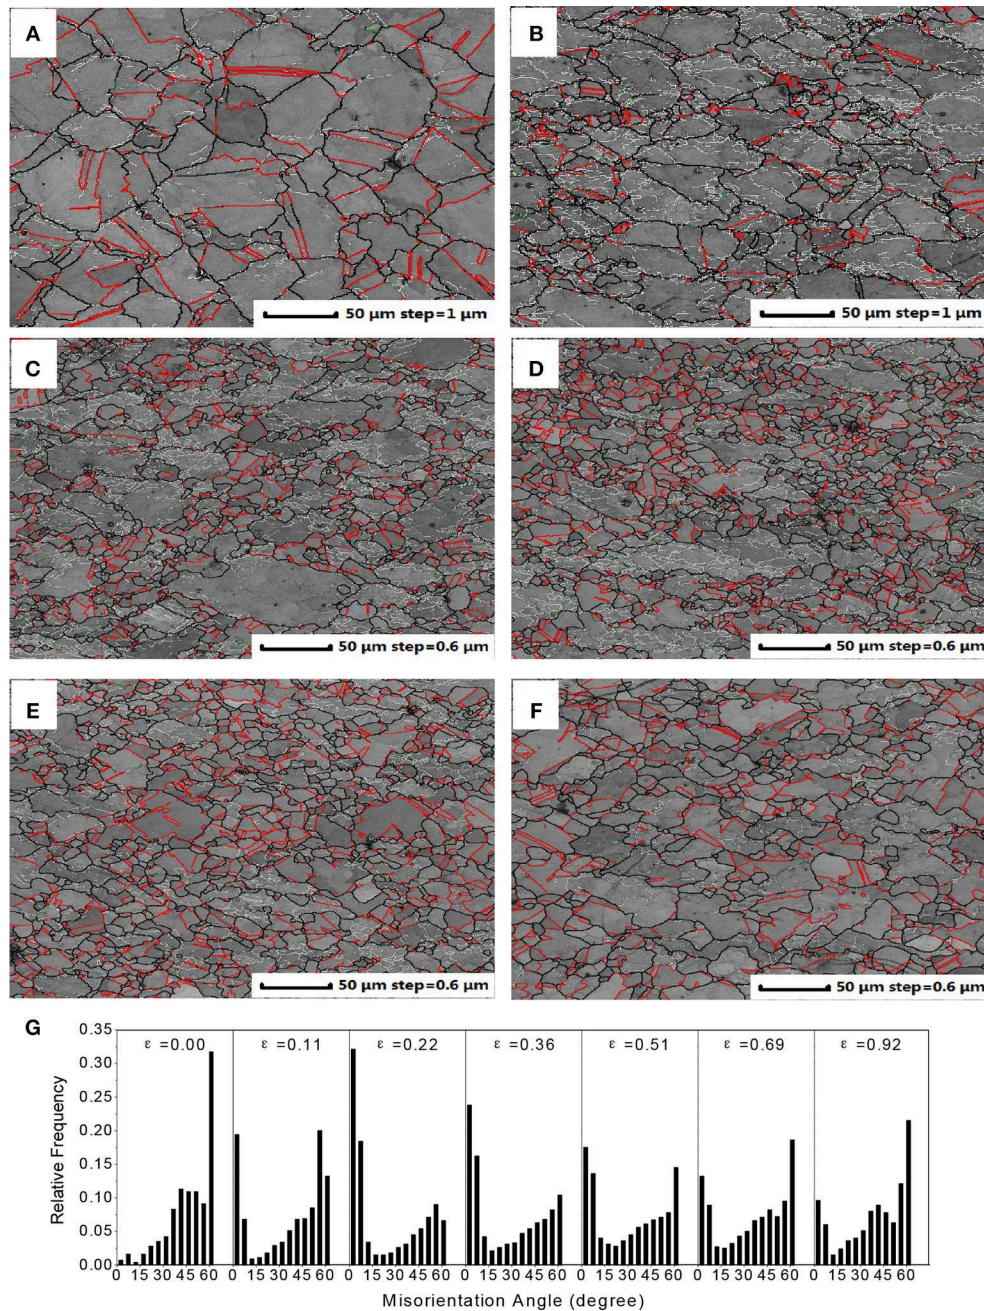 A B
50 µm step=1 µm 50 µm step=1 µm
C D
50 µm step=0.6 µm 50 µm step=0.6 µm
E F
50 µm step=0.6 µm 50 µm step=0.6 µm
G
0.35
ε =0.00 ε =0.11 ε =0.22 ε =0.36 ε =0.51 ε =0.69 ε =0.92
0.30
0.25
0.20
0.15
0.10
0.05
0.00
Relative Frequency
0 15 30 45 60 0 15 30 45 60 0 15 30 45 60 0 15 30 45 60 0 15 30 45 60 0 15 30 45 60 0 15 30 45 60
Misorientation Angle (degree)